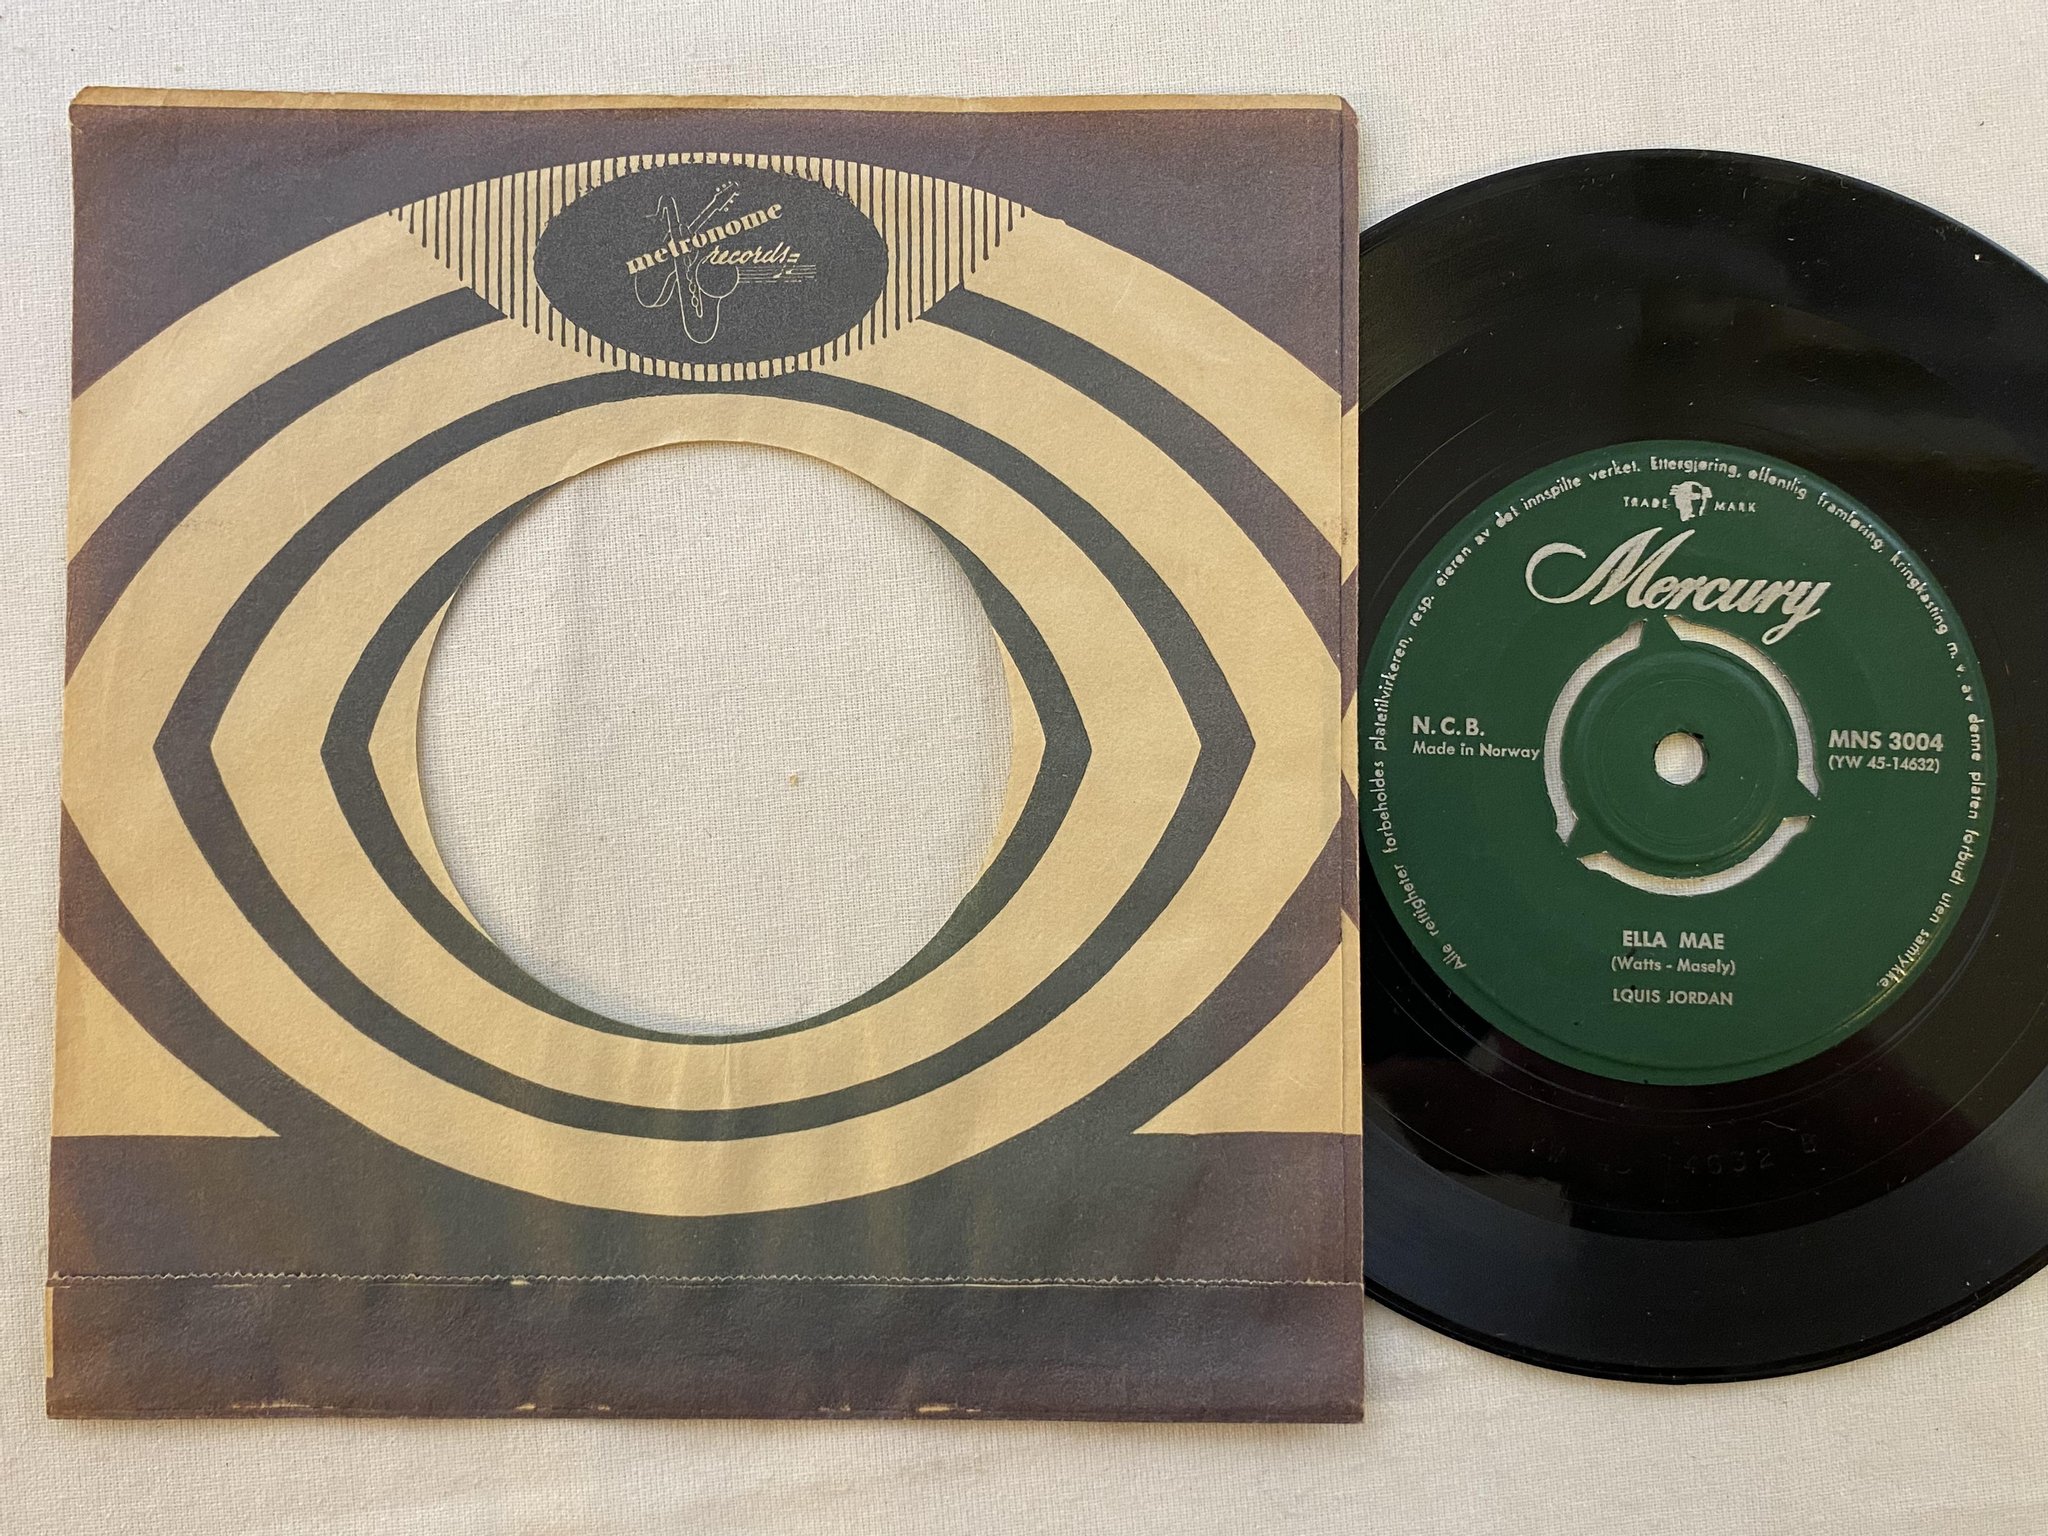 metronome
records
Alle rettigheter forbeholdes platetilvirkeren, resp. eieren av det innspilte verket. Ettergjøring, offentlig framføring, kringkasting m. v. av denne platen forbudt uten samtykke.
TRADE MARK
Mercury
N.C.B.
Made in Norway
MNS 3004
(YW 45-14632)
ELLA MAE
(Watts - Masely)
LOUIS JORDAN
14632 B